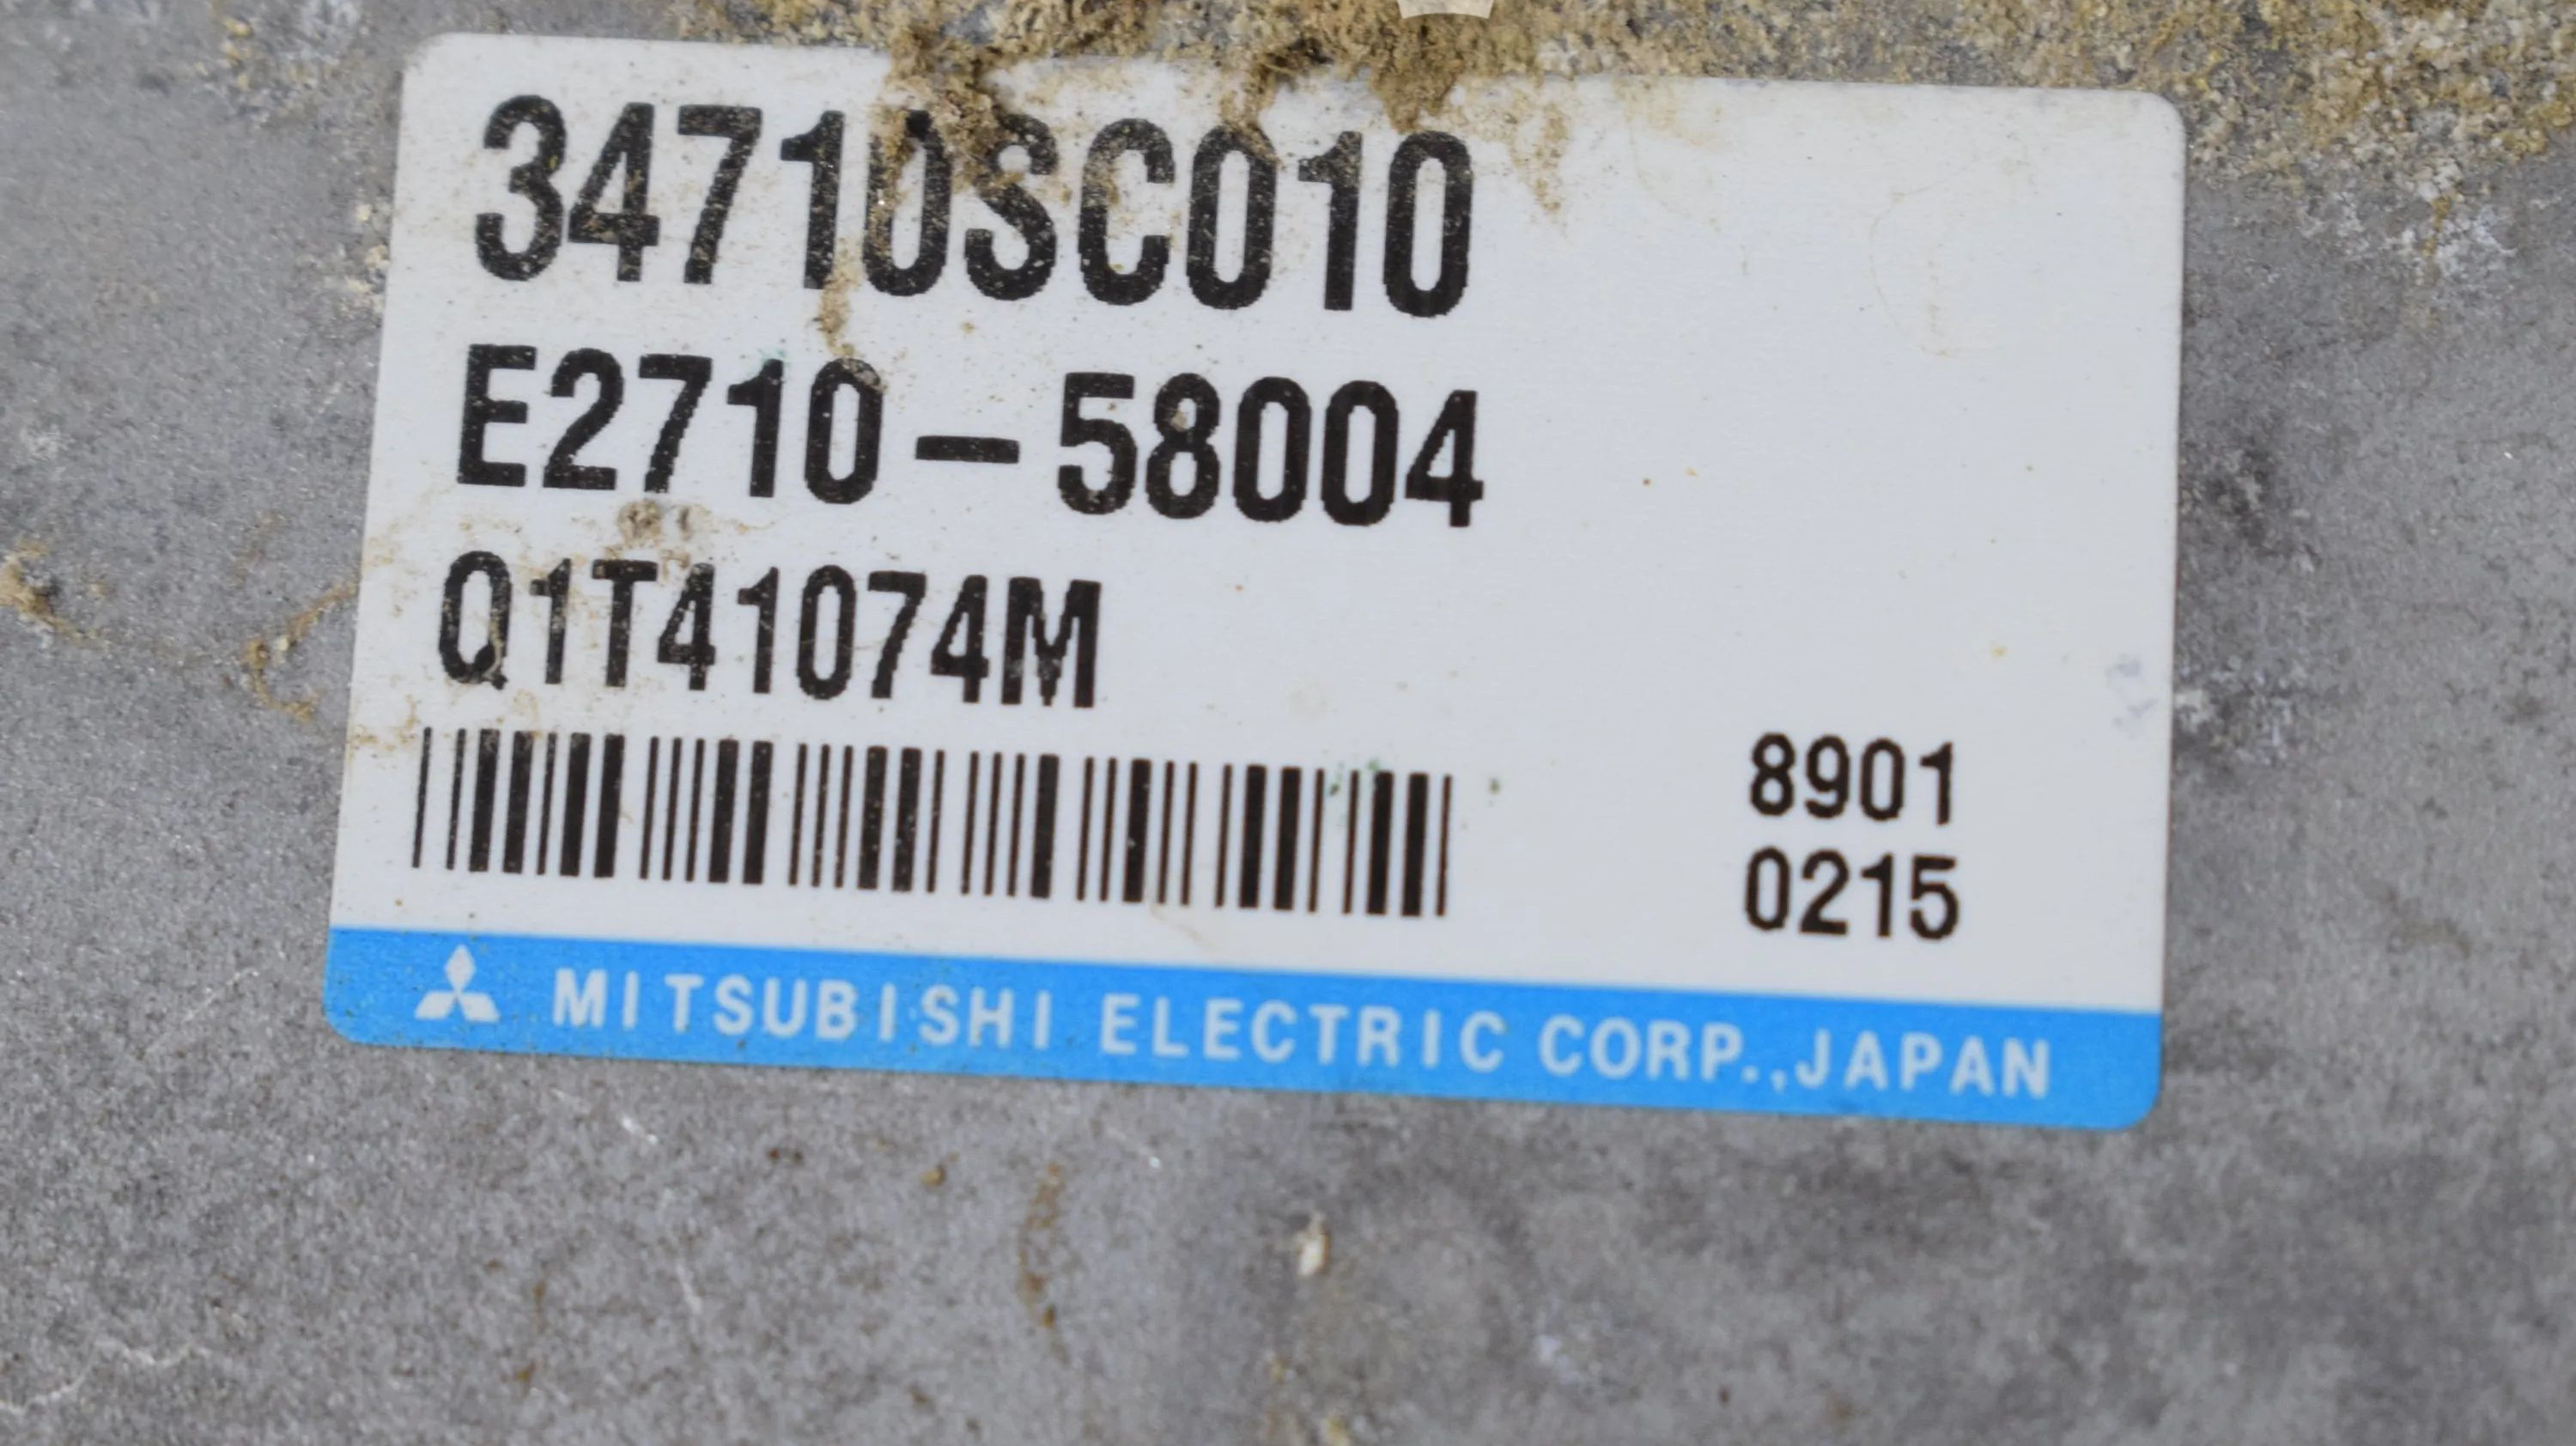 34710SC010
E2710-58004
Q1T41074M
8901
0215
MITSUBISHI ELECTRIC CORP.,JAPAN